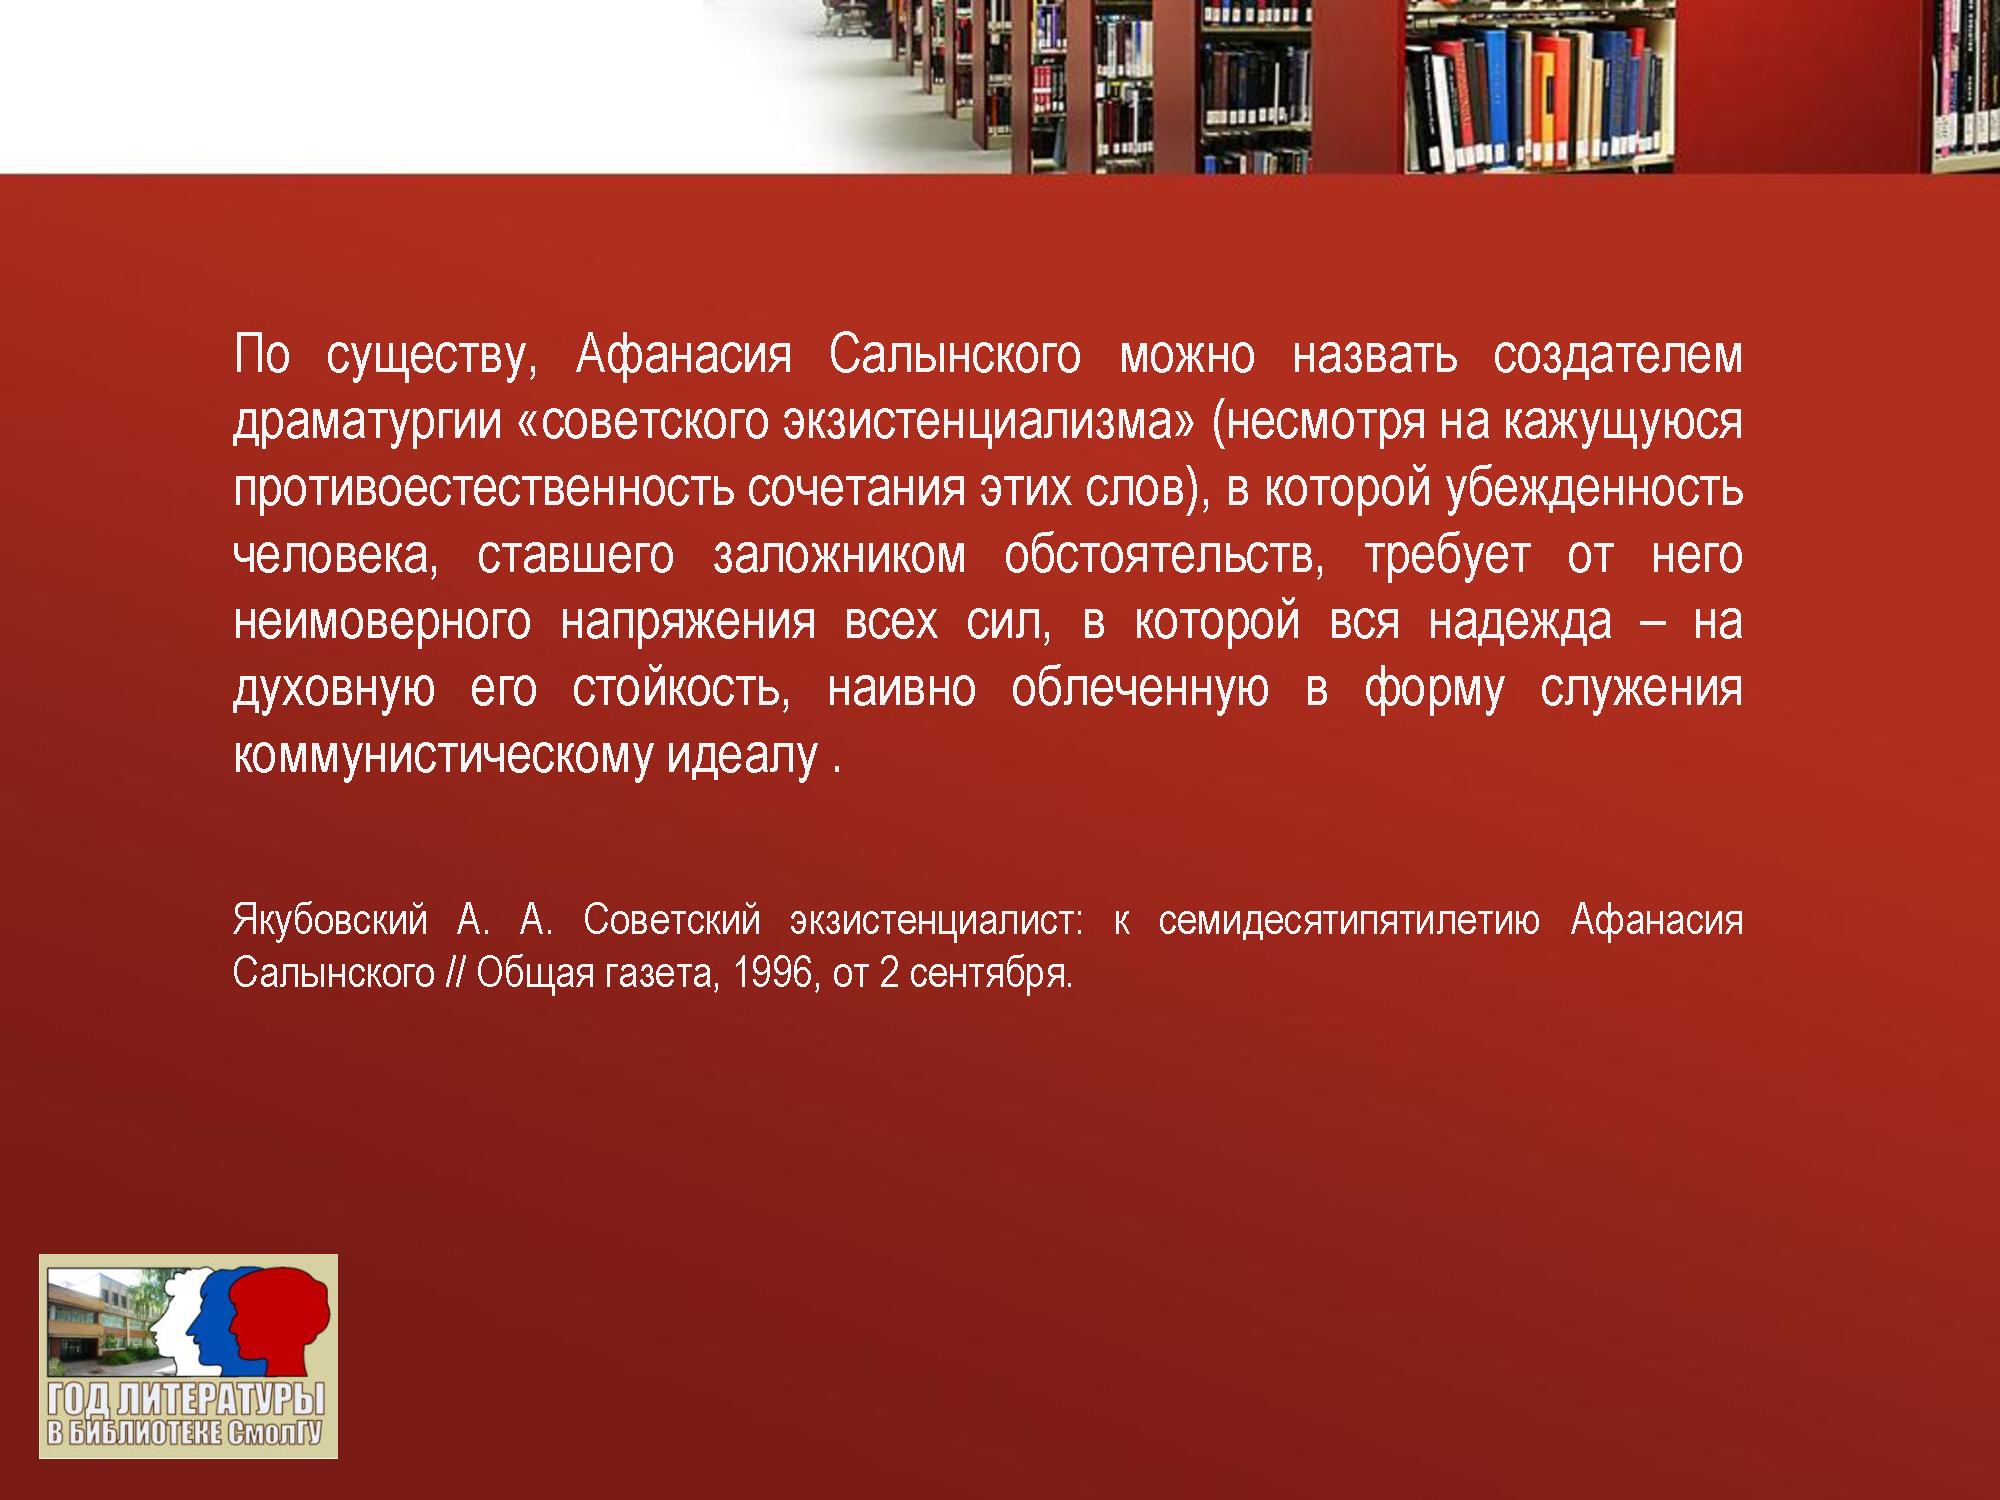 По существу, Афанасия Салынского можно назвать создателем
драматургии «советского экзистенциализма» (несмотря на кажущуюся
противоестественность сочетания этих слов), в которой убежденность
человека, ставшего заложником обстоятельств, требует от него
неимоверного напряжения всех сил, в которой вся надежда – на
духовную его стойкость, наивно облеченную в форму служения
коммунистическому идеалу .
Якубовский А. А. Советский экзистенциалист: к семидесятипятилетию Афанасия
Салынского // Общая газета, 1996, от 2 сентября.
ГОД ЛИТЕРАТУРЫ
В БИБЛИОТЕКЕ СмолГУ